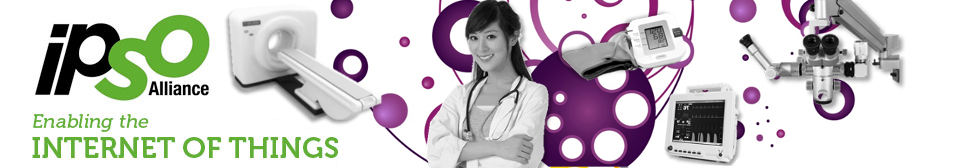 ipso
Alliance
Enabling the
INTERNET OF THINGS